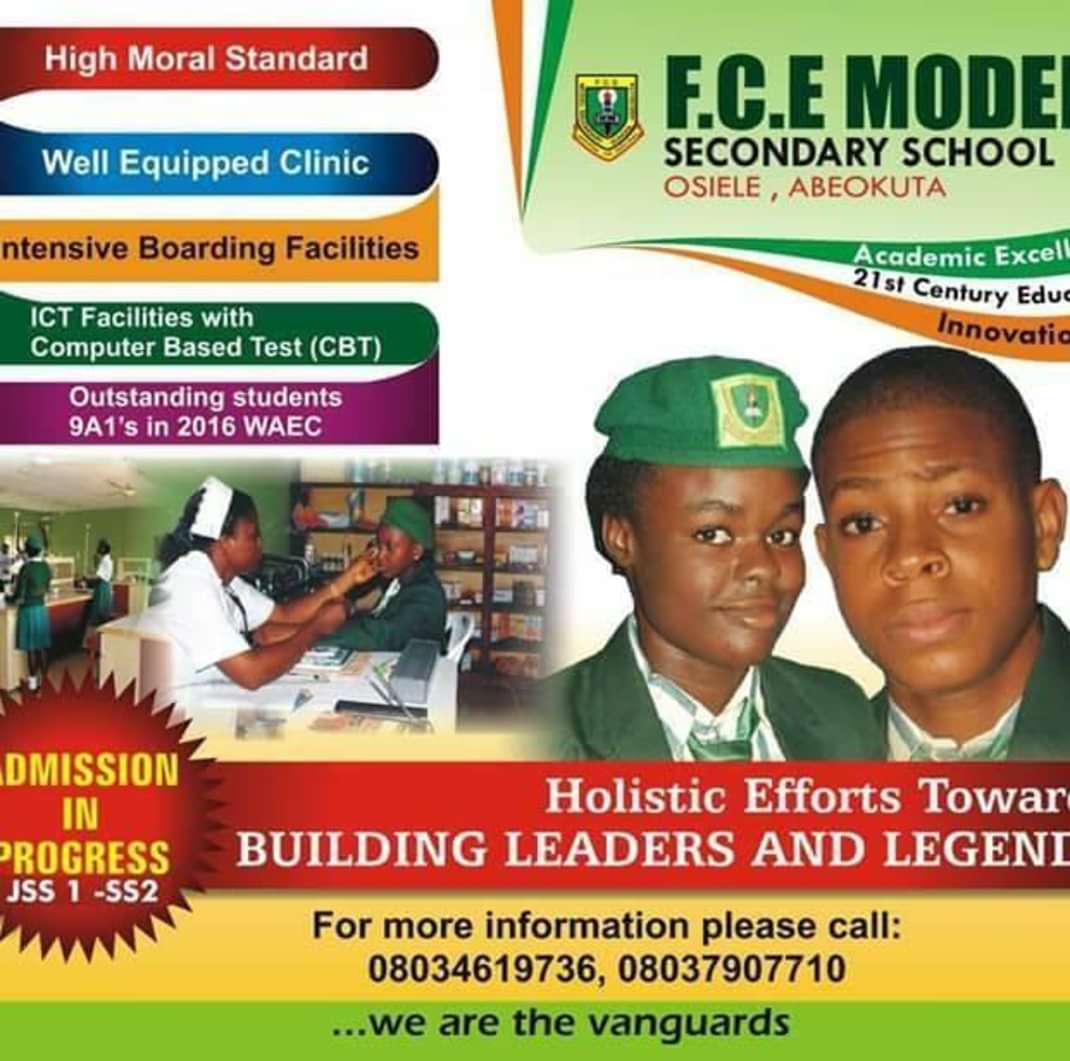 High Moral Standard
Well Equipped Clinic
ntensive Boarding Facilities
ICT Facilities with
Computer Based Test (CBT)
Outstanding students
9A1's in 2016 WAEC
F.C.E MODEL
SECONDARY SCHOOL
OSIELE , ABEOKUTA
Academic Excell
21st Century Educ
Innovatio
ADMISSION
IN
PROGRESS
JSS 1 -SS2
Holistic Efforts Towar
BUILDING LEADERS AND LEGEND
For more information please call:
08034619736, 08037907710
...we are the vanguards